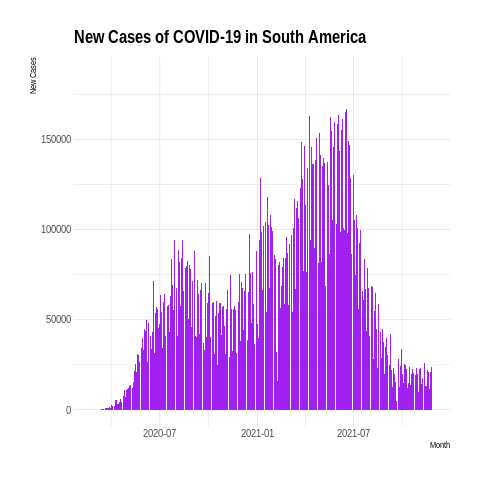 New Cases of COVID-19 in South America
New Cases
150000
100000
50000
0
2020-07 2021-01 2021-07
Month